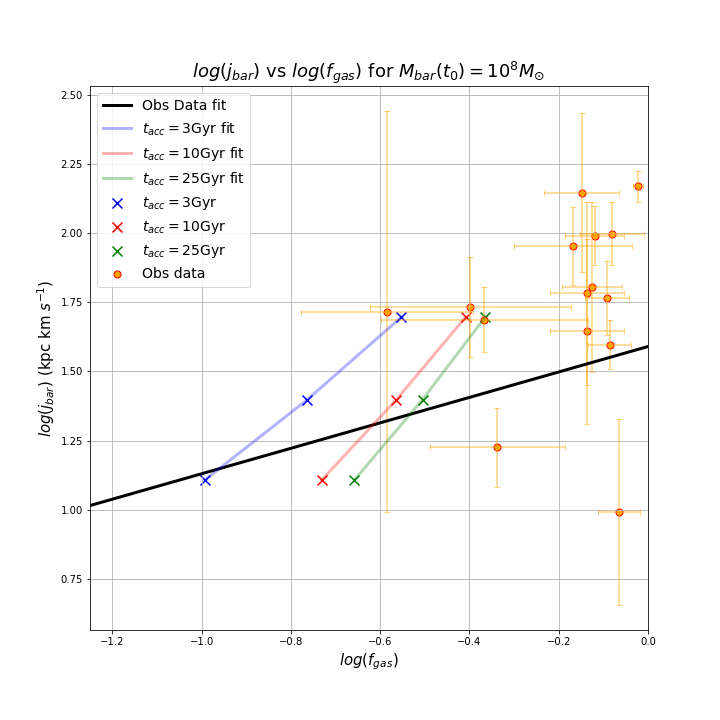 log(j_bar) vs log(f_gas) for M_bar(t_0) = 10^8 M_⊙
Obs Data fit
t_acc = 3Gyr fit
t_acc = 10Gyr fit
t_acc = 25Gyr fit
t_acc = 3Gyr
t_acc = 10Gyr
t_acc = 25Gyr
Obs data
2.50
2.25
2.00
1.75
1.50
1.25
1.00
0.75
log(j_bar) (kpc km s^−1)
−1.2 −1.0 −0.8 −0.6 −0.4 −0.2 0.0
log(f_gas)